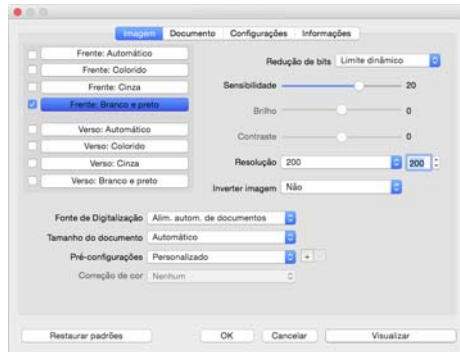 Imagem Documento Configurações Informações
Frente: Automático
Frente: Colorido
Frente: Cinza
Frente: Branco e preto
Verso: Automático
Verso: Colorido
Verso: Cinza
Verso: Branco e preto
Redução de bits Limite dinâmico
Sensibilidade 20
Brilho 0
Contraste 0
Resolução 200 200
Inverter imagem Não
Fonte de Digitalização Alim. autom. de documentos
Tamanho do documento Automático
Pré-configurações Personalizado + -
Correção de cor Nenhum
Restaurar padrões OK Cancelar Visualizar